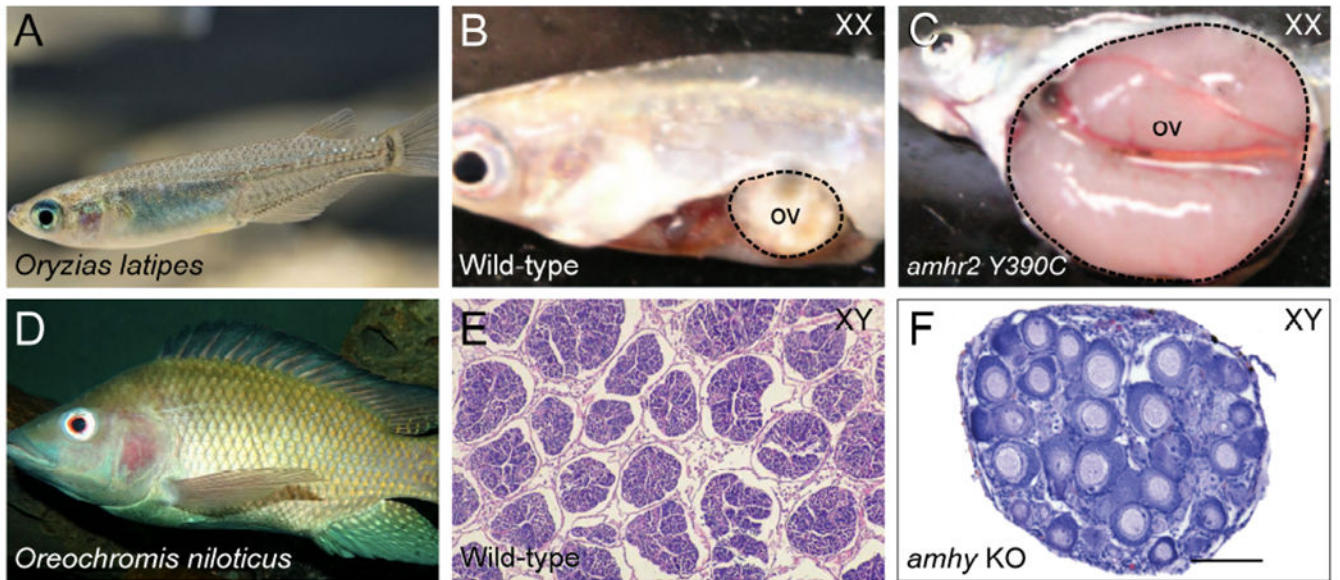 A
Oryzias latipes
B
XX
ov
Wild-type
C
XX
ov
amhr2 Y390C
D
Oreochromis niloticus
E
XY
Wild-type
F
XY
amhy KO